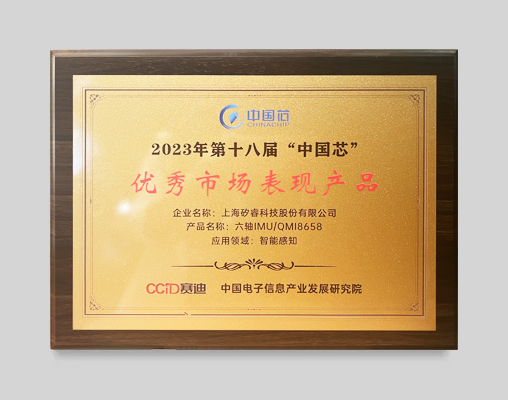 中国芯
CHINACHIP
2023年第十八届“中国芯”
优秀市场表现产品
企业名称：上海矽睿科技股份有限公司
产品名称：六轴IMU/QMI8658
应用领域：智能感知
CCID赛迪 中国电子信息产业发展研究院